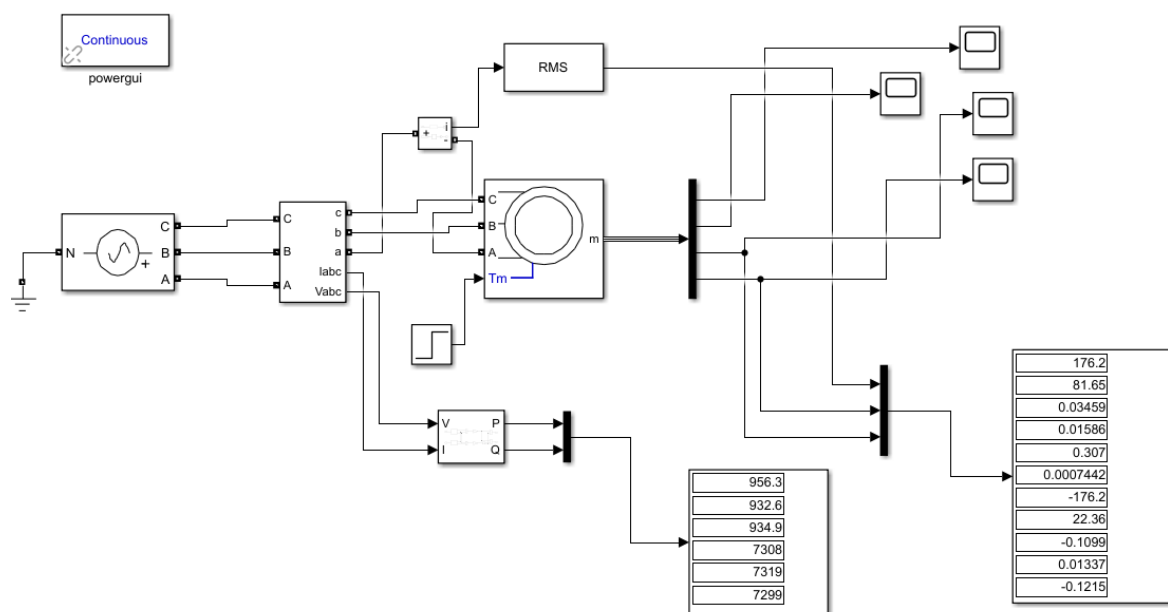 Continuous
powergui
RMS
+
i
-
N
+
C
B
A
C
B
A
c
b
a
Iabc
Vabc
C
B
A
Tm
m
V
I
P
Q
956.3
932.6
934.9
7308
7319
7299
176.2
81.65
0.03459
0.01586
0.307
0.0007442
-176.2
22.36
-0.1099
0.01337
-0.1215